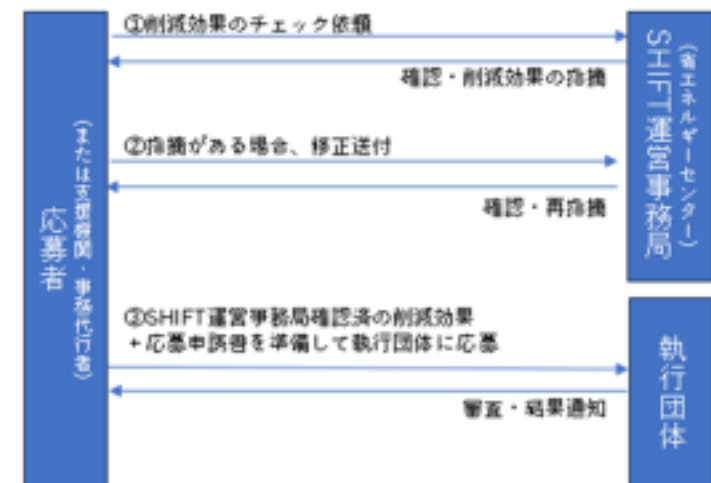 応募者
(または支援機関・事務代行者)
①削減効果のチェック依頼
確認・削減効果の指摘
②指摘がある場合、修正送付
確認・再指摘
③SHIFT運営事務局確認済の削減効果
+応募申請書を準備して執行団体に応募
審査・結果通知
SHIFT運営事務局
(省エネルギーセンター)
執行団体